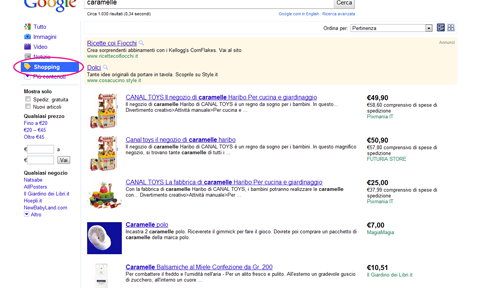 Google
caramelle
Cerca
Circa 1.030 risultati (0,34 secondi)
Google.com in English Ricerca avanzata
Tutto
Immagini
Video
Notizie
Shopping
Più contenuti
Ordina per: Pertinenza
Annunci
Ricette coi Fiocchi
Crea sorprendenti abbinamenti con i Kellogg's CornFlakes. Vai al sito
www.ricettecoifiocchi.it
Dolci
Tante idee originali da portare in tavola. Scoprile su Style.it
www.cosacucino.style.it
Mostra solo
Spediz. gratuita
Nuovi articoli
Qualsiasi prezzo
Fino a €20
€20 – €45
Oltre €45
€ a
€ Vai
Qualsiasi negozio
Natsabe
AllPosters
Il Giardino dei Libri.it
Hoepli.it
NewBabyLand.com
Altro
CANAL TOYS Il negozio di caramelle Haribo Per cucina e giardinaggio
Il negozio di caramelle Haribo di CANAL TOYS è un regno da sogno per i bambini. In questo...
Divertimento creativo>Attività manuale>Per cucina e ...
€49,90
€58,60 comprensivo di spese di
spedizione
Pixmania IT
Canal toys il negozio di caramelle haribo
Il negozio di caramelle Haribo di CANAL TOYS è un regno da sogno per i bambini. In questo magnifico
negozio, si trovano tante caramelle di tutti i ...
€50,90
€57,80 comprensivo di spese di
spedizione
FUTURIA STORE
CANAL TOYS La fabbrica di caramelle Haribo Per cucina e giardinaggio
Con la fabbrica di caramelle Haribo di CANAL TOYS, i bambini potranno realizzare le caramelle
con... Divertimento creativo>Attività manuale>Per ...
€25,00
€37,99 comprensivo di spese di
spedizione
Pixmania IT
Caramelle polo
Incastra 2 caramelle polo. Riceverete il gimmick per fare il gioco. Dovrete poi comprare un pacchetto di
caramelle della marca polo.
€7,00
MagiaMagia
Caramelle Balsamiche al Miele Confezione da Gr. 200
Per combattere il freddo e l'umidità nell'aria - Per un alito fresco e pulito. All'interno un gradevole guscio
di zucchero, all'interno un cuore ...
€10,51
Il Giardino dei Libri.it